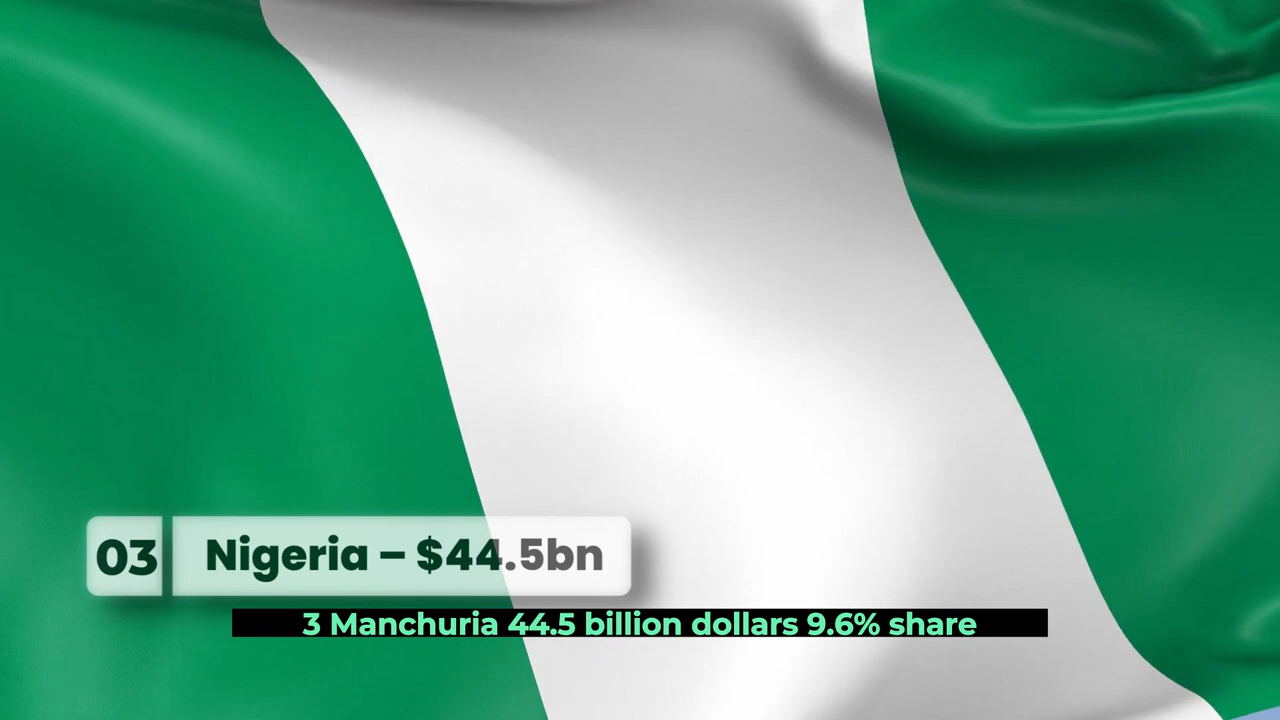 03 Nigeria – $44.5bn
3 Manchuria 44.5 billion dollars 9.6% share